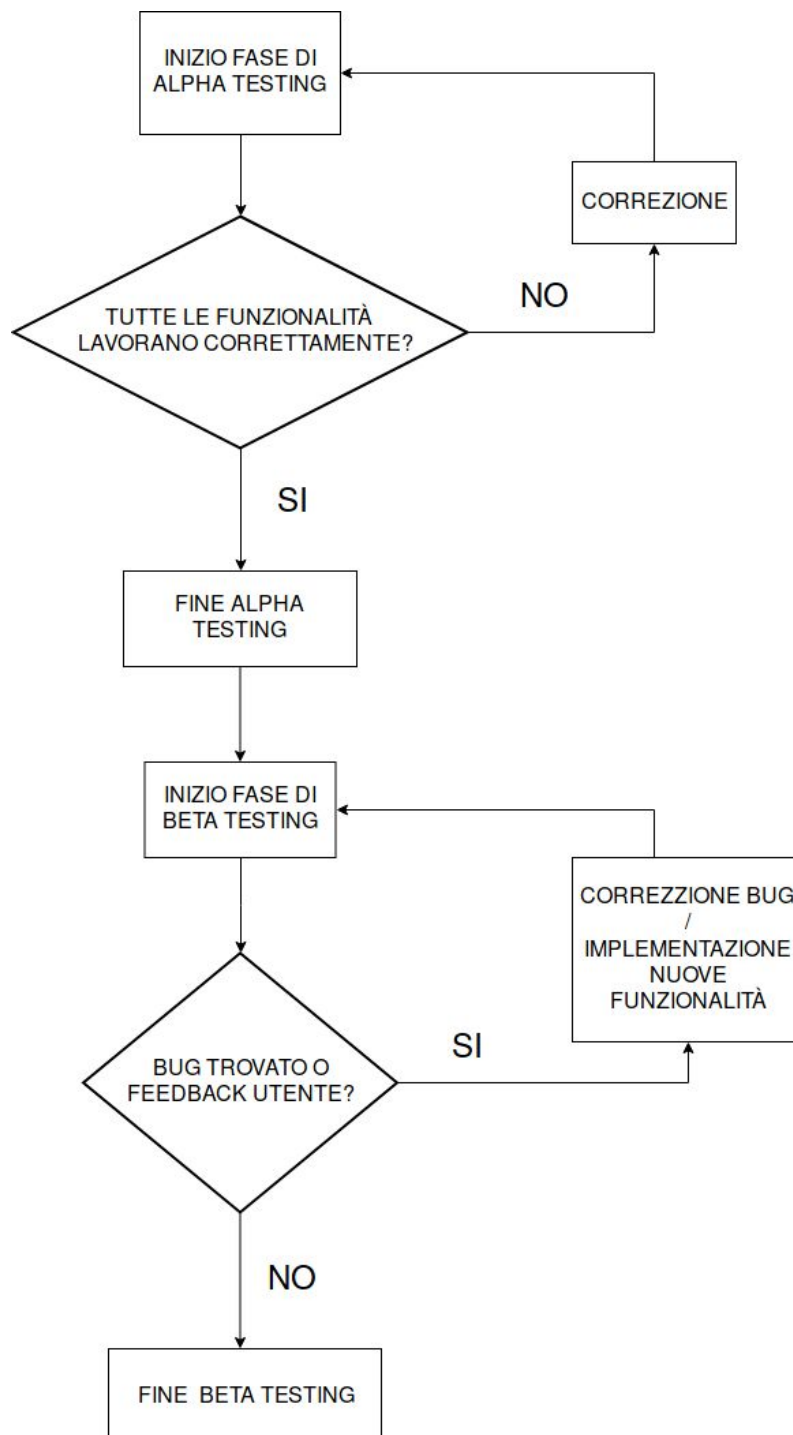 INIZIO FASE DI
ALPHA TESTING
CORREZIONE
NO
TUTTE LE FUNZIONALITÀ
LAVORANO CORRETTAMENTE?
SI
FINE ALPHA
TESTING
INIZIO FASE DI
BETA TESTING
CORREZZIONE BUG
/
IMPLEMENTAZIONE
NUOVE
FUNZIONALITÀ
SI
BUG TROVATO O
FEEDBACK UTENTE?
NO
FINE BETA TESTING